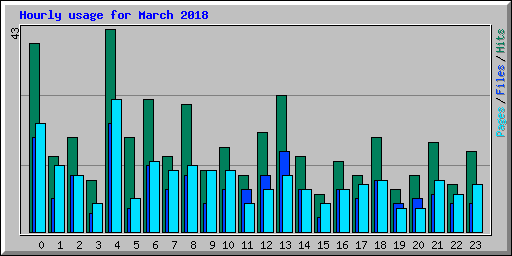 Hourly usage for March 2018
43
Pages / Files / Hits
0 1 2 3 4 5 6 7 8 9 10 11 12 13 14 15 16 17 18 19 20 21 22 23